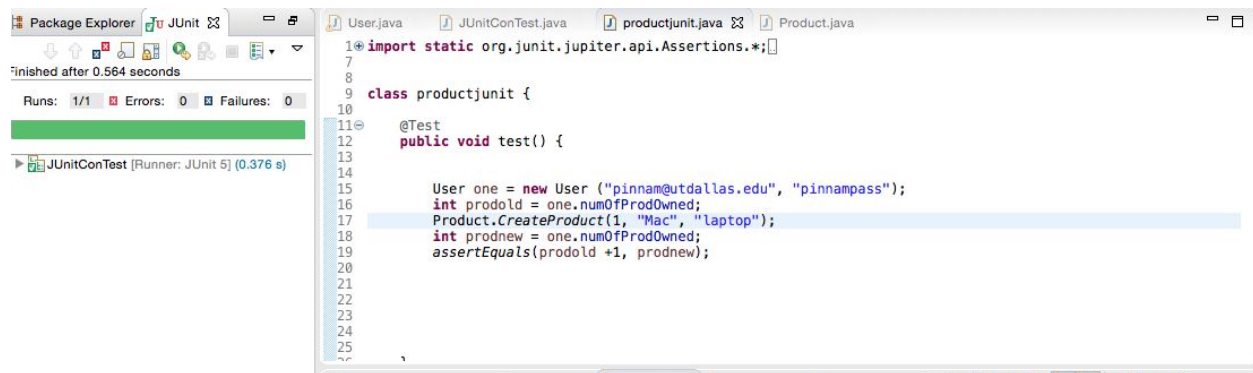 Package Explorer JUnit
Finished after 0.564 seconds
Runs: 1/1 Errors: 0 Failures: 0
JUnitConTest [Runner: JUnit 5] (0.376 s)
User.java JUnitConTest.java productjunit.java Product.java
1 import static org.junit.jupiter.api.Assertions.*;
7
8
9 class productjunit {
10
11 @Test
12 public void test() {
13
14
15 User one = new User ("pinnam@utdallas.edu", "pinnampass");
16 int prodold = one.numOfProdOwned;
17 Product.CreateProduct(1, "Mac", "laptop");
18 int prodnew = one.numOfProdOwned;
19 assertEquals(prodold +1, prodnew);
20
21
22
23
24
25